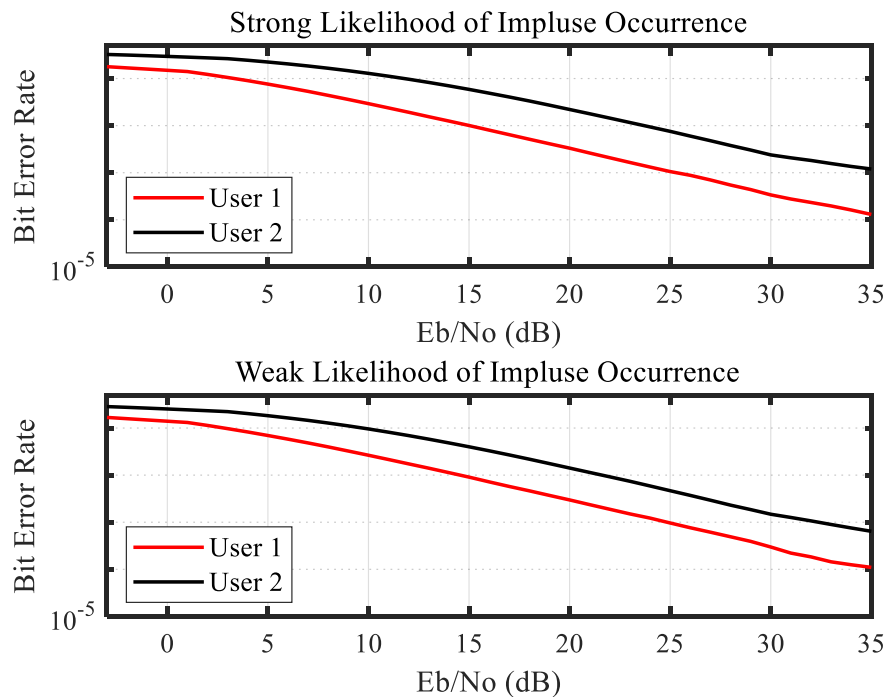 Strong Likelihood of Impluse Occurrence
Bit Error Rate
User 1
User 2
10^-5
0 5 10 15 20 25 30 35
Eb/No (dB)
Weak Likelihood of Impluse Occurrence
Bit Error Rate
User 1
User 2
10^-5
0 5 10 15 20 25 30 35
Eb/No (dB)